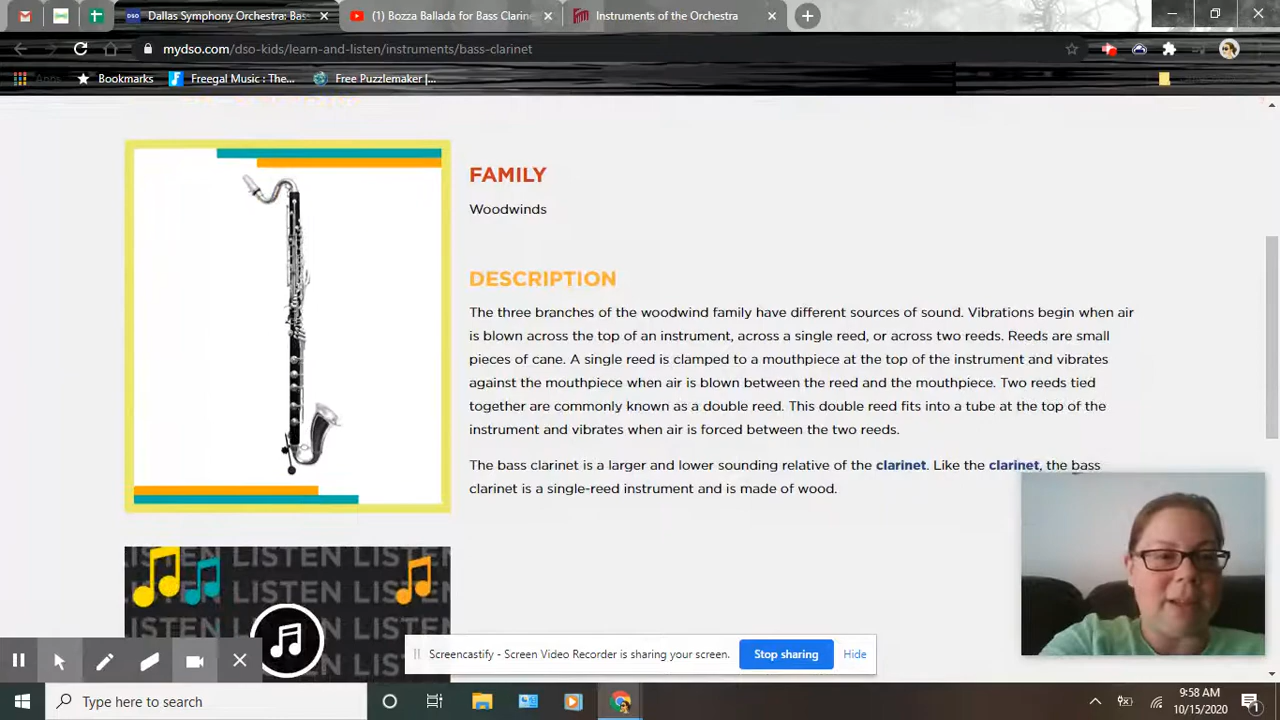 Dallas Symphony Orchestra: Bas
(1) Bozza Ballada for Bass Clarine
Instruments of the Orchestra
mydso.com/dso-kids/learn-and-listen/instruments/bass-clarinet
Apps
Bookmarks
Freegal Music : The...
Free Puzzlemaker |...
FAMILY
Woodwinds
DESCRIPTION
The three branches of the woodwind family have different sources of sound. Vibrations begin when air
is blown across the top of an instrument, across a single reed, or across two reeds. Reeds are small
pieces of cane. A single reed is clamped to a mouthpiece at the top of the instrument and vibrates
against the mouthpiece when air is blown between the reed and the mouthpiece. Two reeds tied
together are commonly known as a double reed. This double reed fits into a tube at the top of the
instrument and vibrates when air is forced between the two reeds.
The bass clarinet is a larger and lower sounding relative of the clarinet. Like the clarinet, the bass
clarinet is a single-reed instrument and is made of wood.
LISTEN LISTEN LISTEN
LISTEN LISTEN LISTEN
LISTEN LISTEN
LISTEN LISTEN
Screencastify - Screen Video Recorder is sharing your screen.
Stop sharing
Hide
Type here to search
9:58 AM
10/15/2020